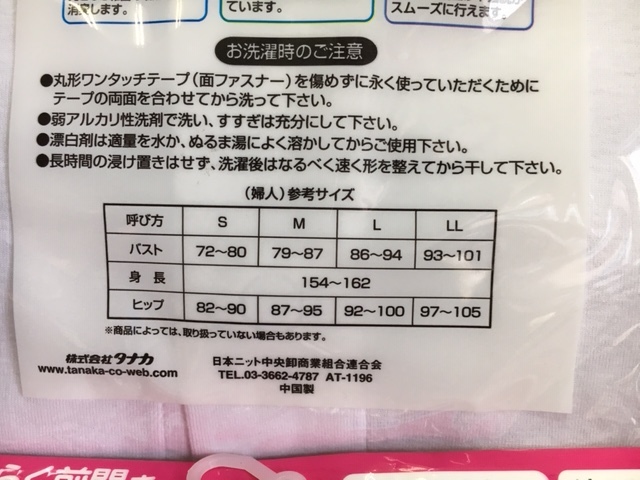 消臭します。
ています。
スムーズに行えます。
お洗濯時のご注意
●丸形ワンタッチテープ(面ファスナー)を傷めずに永く使っていただくために
テープの両面を合わせてから洗って下さい。
●弱アルカリ性洗剤で洗い、すすぎは充分にして下さい。
●漂白剤は適量を水か、ぬるま湯によく溶かしてからご使用下さい。
●長時間の浸け置きはせず、洗濯後はなるべく速く形を整えてから干して下さい。
(婦人)参考サイズ
呼び方 S M L LL
バスト 72〜80 79〜87 86〜94 93〜101
身長 154〜162
ヒップ 82〜90 87〜95 92〜100 97〜105
※商品によっては、取り扱っていない場合もあります。
株式会社タナカ
www.tanaka-co-web.com
日本ニット中央卸商業組合連合会
TEL.03-3662-4787 AT-1196
中国製